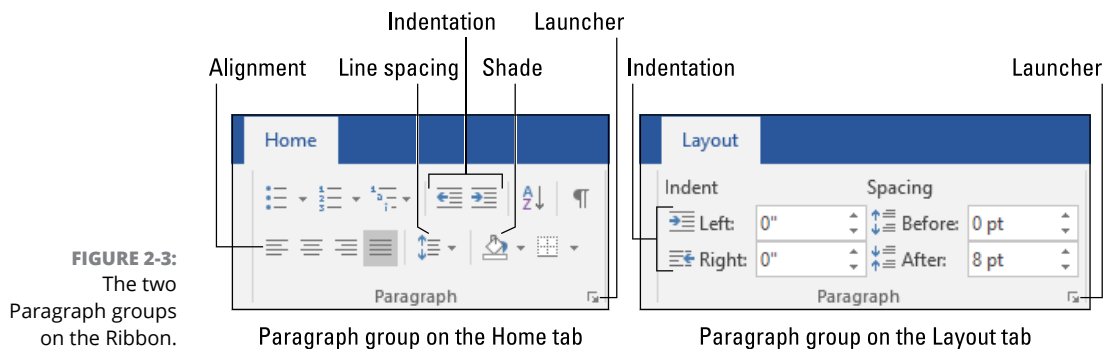 Indentation Launcher
Alignment Line spacing Shade Indentation Launcher
Home Layout
Indent Spacing
Left: 0" Before: 0 pt
Right: 0" After: 8 pt
Paragraph Paragraph
FIGURE 2-3:
The two
Paragraph groups
on the Ribbon.
Paragraph group on the Home tab Paragraph group on the Layout tab